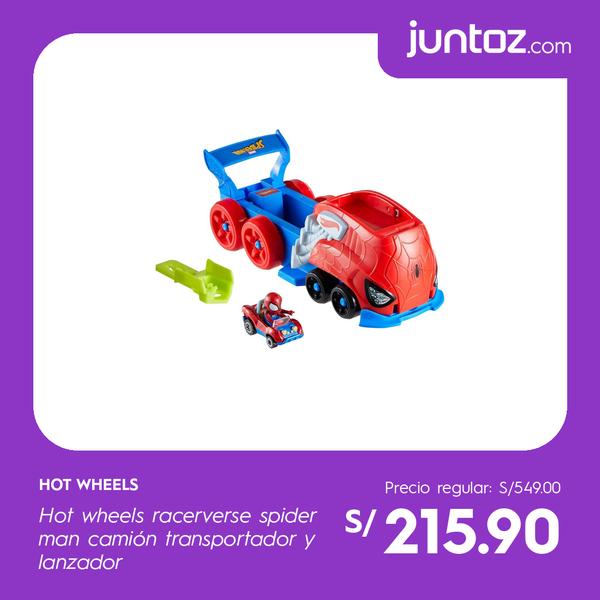 juntoz.com
HOT WHEELS
Hot wheels racerverse spider
man camión transportador y
lanzador
Precio regular: S/549.00
S/215.90